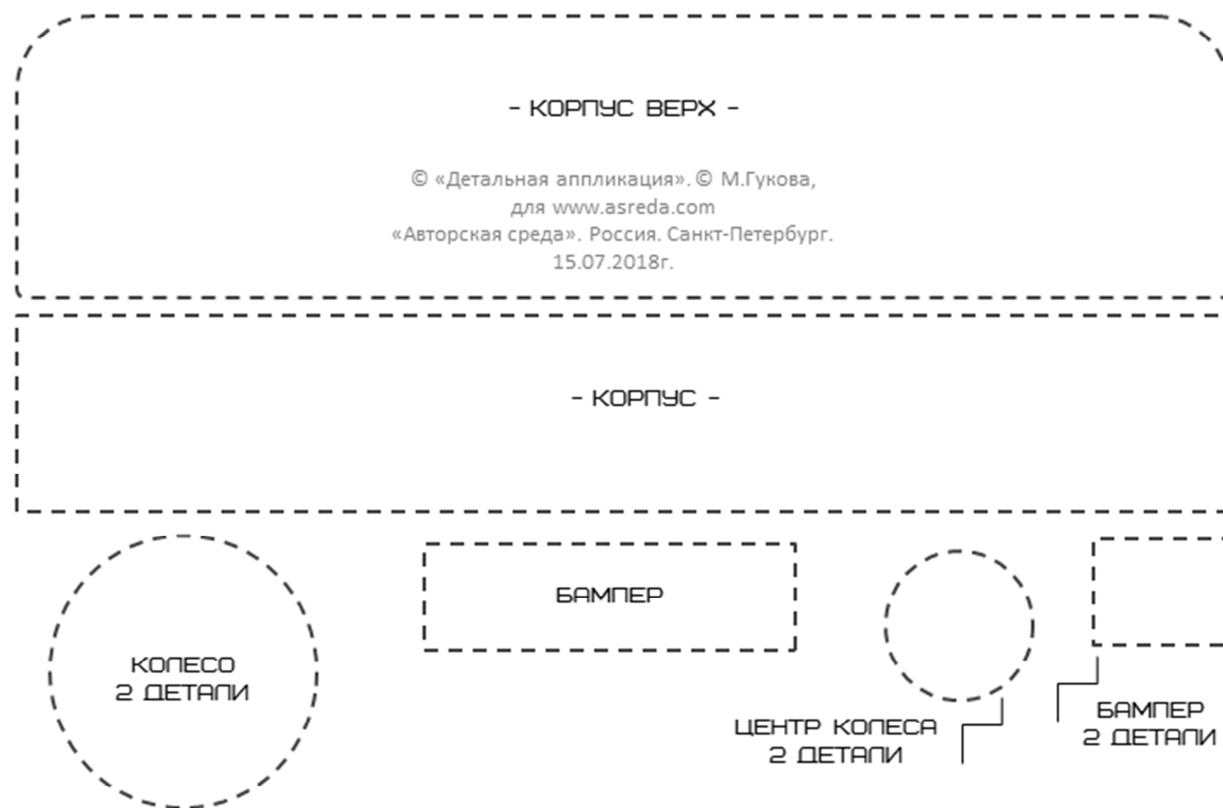 - КОРПУС ВЕРХ -
© «Детальная аппликация». © М.Гукова,
для www.asreda.com
«Авторская среда». Россия. Санкт-Петербург.
15.07.2018г.
- КОРПУС -
БАМПЕР
КОЛЕСО
2 ДЕТАЛИ
ЦЕНТР КОЛЕСА
2 ДЕТАЛИ
БАМПЕР
2 ДЕТАЛИ